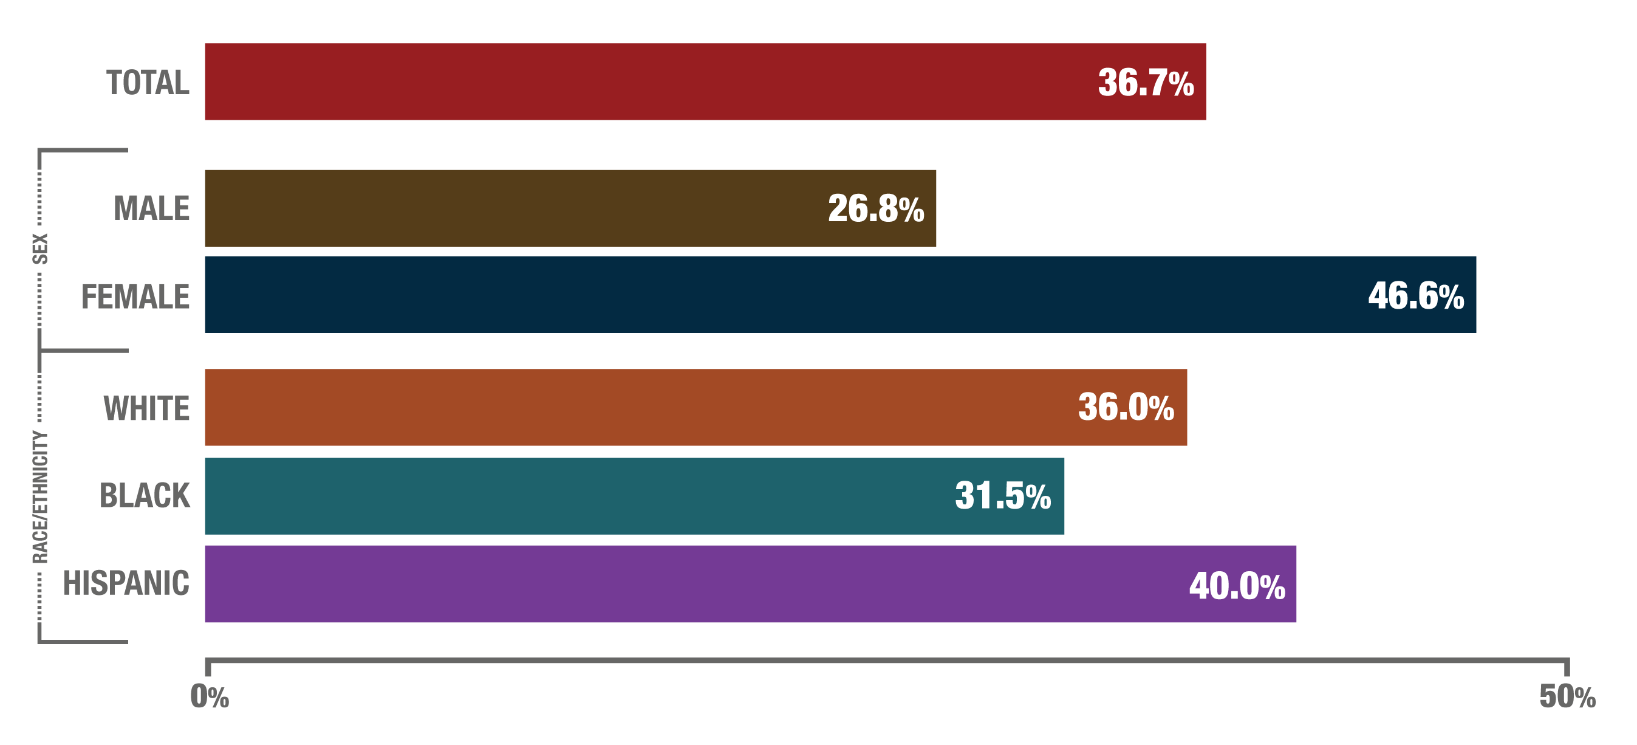 TOTAL 36.7%
SEX
MALE 26.8%
FEMALE 46.6%
RACE/ETHNICITY
WHITE 36.0%
BLACK 31.5%
HISPANIC 40.0%
0% 50%